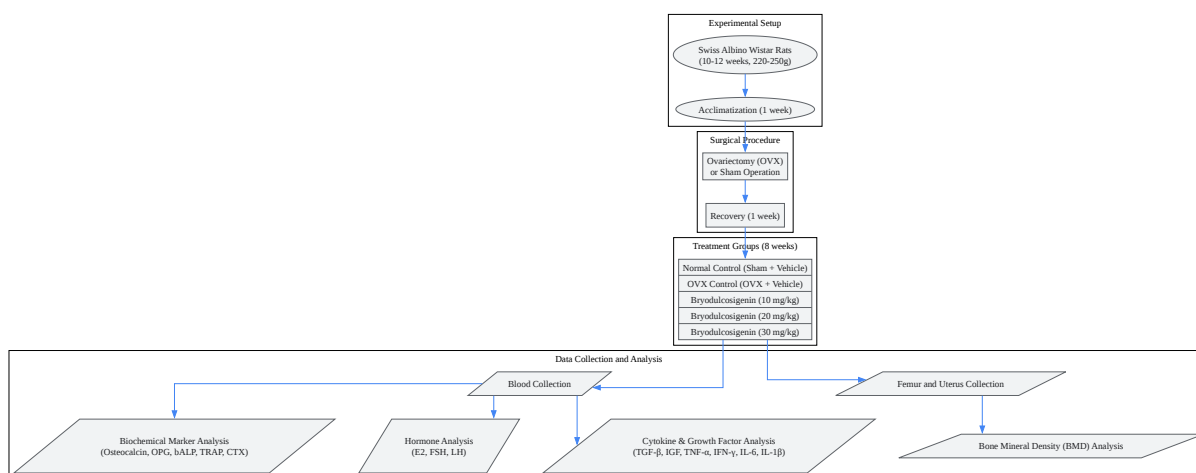 Experimental Setup
Swiss Albino Wistar Rats
(10-12 weeks, 220-250g)
Acclimatization (1 week)
Surgical Procedure
Ovariectomy (OVX)
or Sham Operation
Recovery (1 week)
Treatment Groups (8 weeks)
Normal Control (Sham + Vehicle)
OVX Control (OVX + Vehicle)
Bryodulcosigenin (10 mg/kg)
Bryodulcosigenin (20 mg/kg)
Bryodulcosigenin (30 mg/kg)
Data Collection and Analysis
Blood Collection
Femur and Uterus Collection
Biochemical Marker Analysis
(Osteocalcin, OPG, bALP, TRAP, CTX)
Hormone Analysis
(E2, FSH, LH)
Cytokine & Growth Factor Analysis
(TGF-β, IGF, TNF-α, IFN-γ, IL-6, IL-1β)
Bone Mineral Density (BMD) Analysis